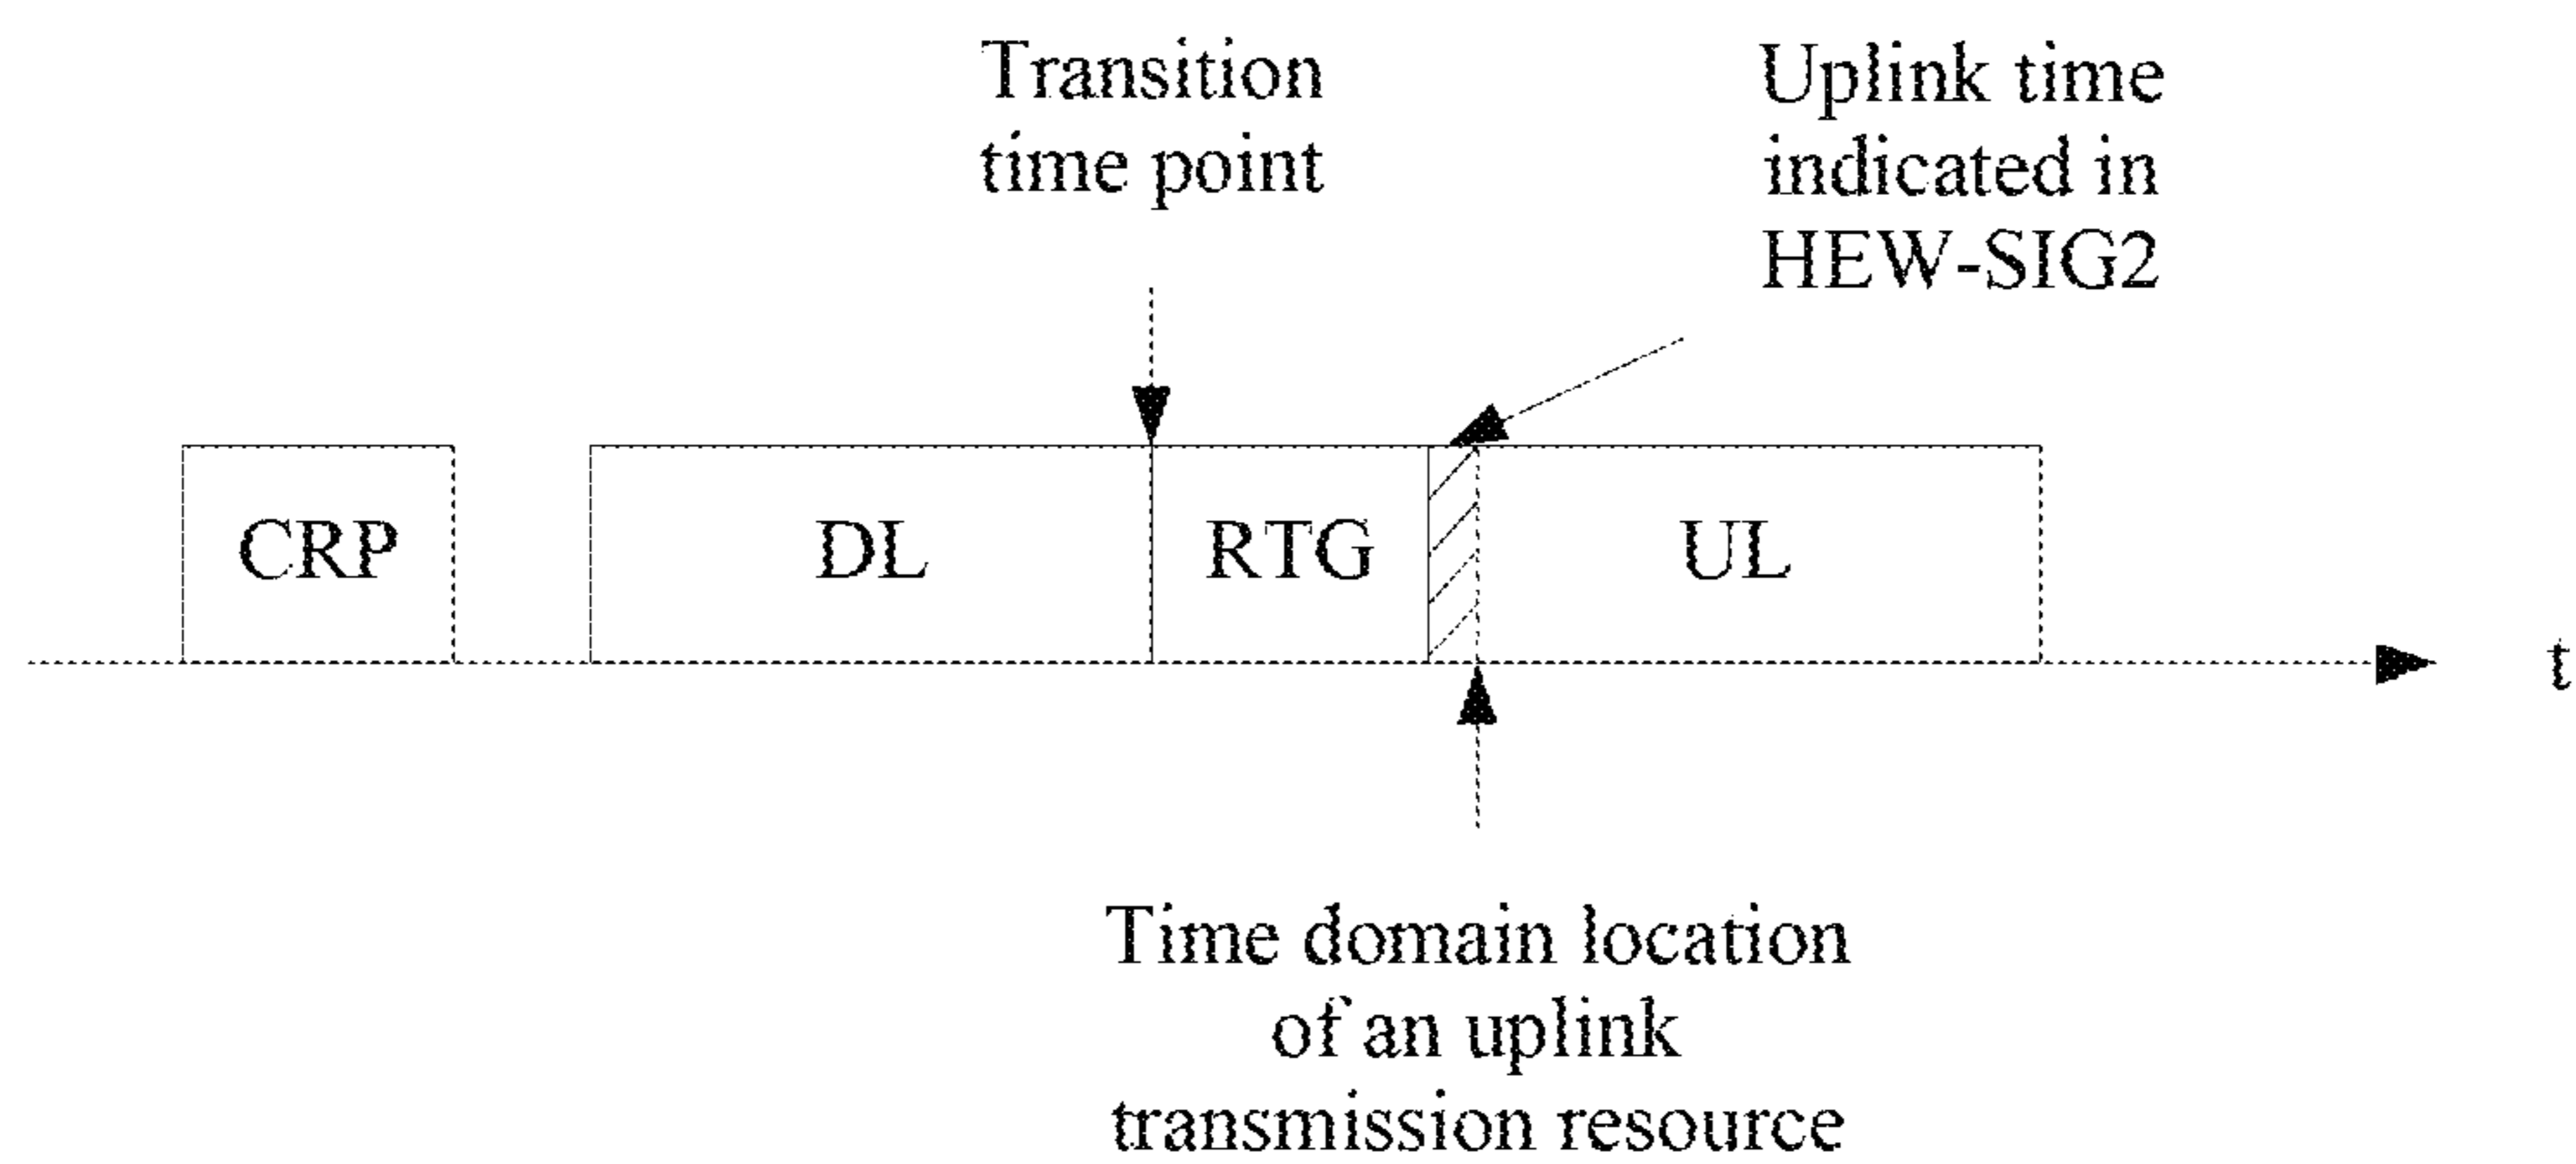 Transition
time point
Uplink time
indicated in
HEW-SIG2
CRP
DL
RTG
UL
t
Time domain location
of an uplink
transmission resource